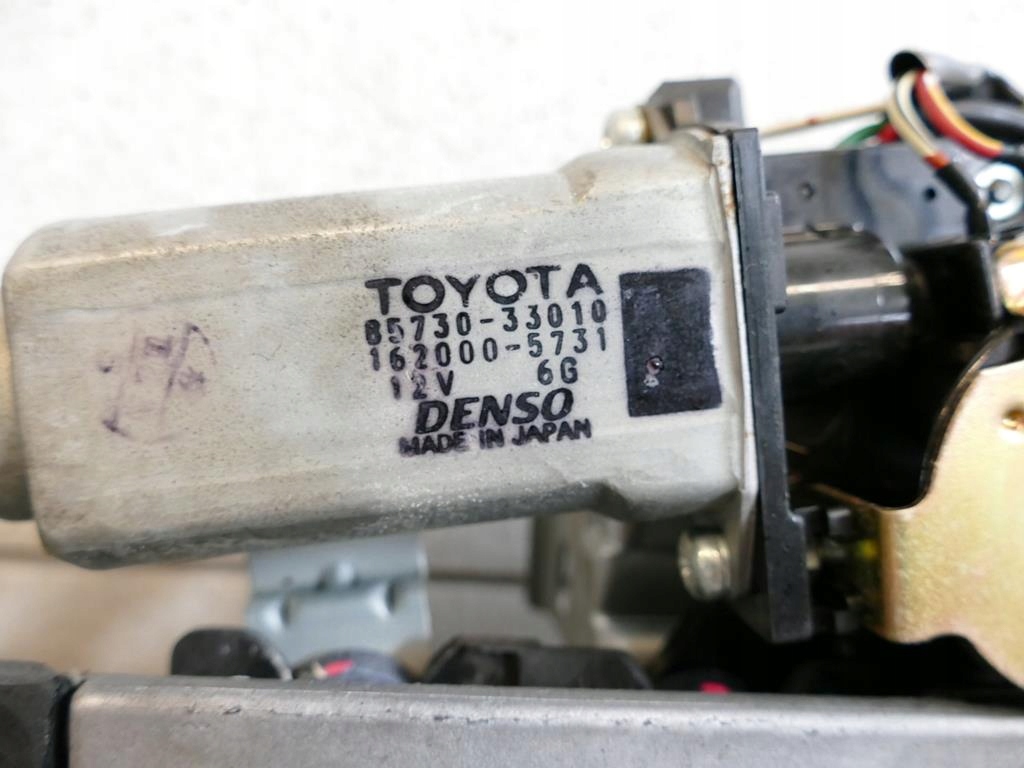 TOYOTA
85730-33010
162000-5731
12V 6G
DENSO
MADE IN JAPAN